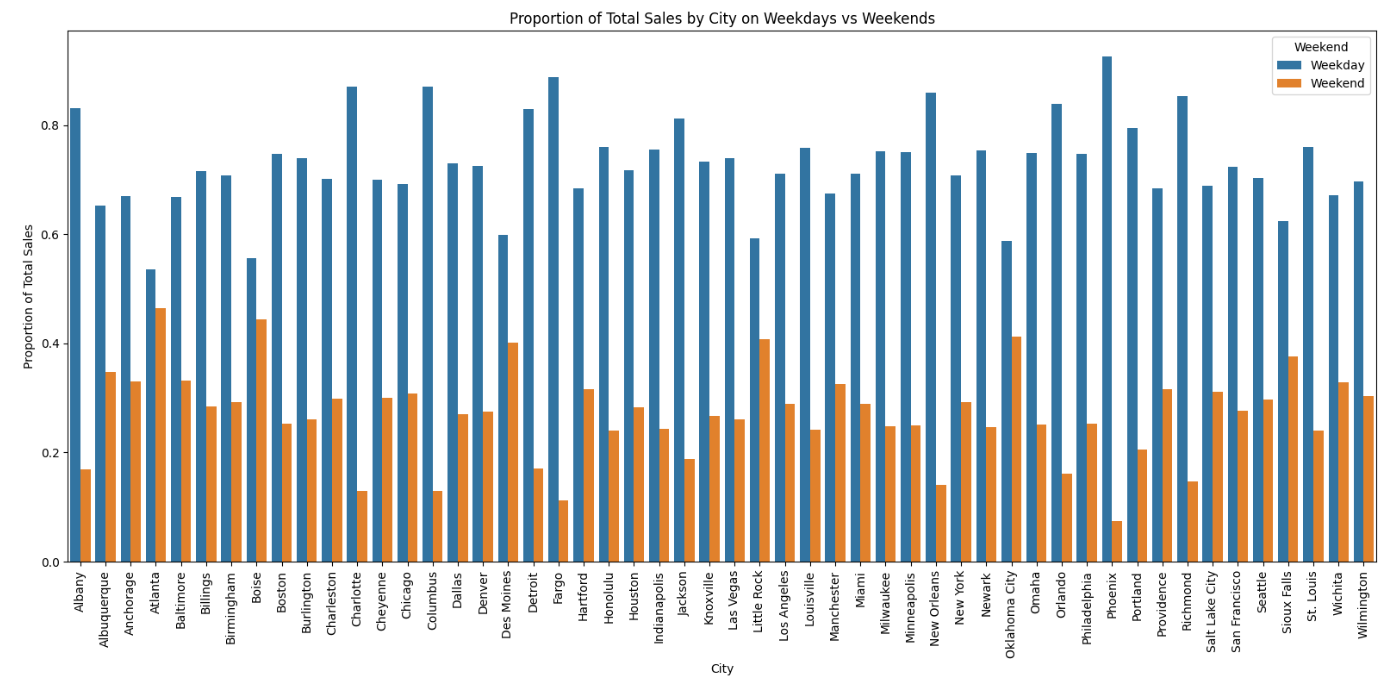 Proportion of Total Sales by City on Weekdays vs Weekends
Weekend
Weekday
Weekend
Proportion of Total Sales
0.8
0.6
0.4
0.2
0.0
Albany
Albuquerque
Anchorage
Atlanta
Baltimore
Billings
Birmingham
Boise
Boston
Burlington
Charleston
Charlotte
Cheyenne
Chicago
Columbus
Dallas
Denver
Des Moines
Detroit
Fargo
Hartford
Honolulu
Houston
Indianapolis
Jackson
Knoxville
Las Vegas
Little Rock
Los Angeles
Louisville
Manchester
Miami
Milwaukee
Minneapolis
New Orleans
New York
Newark
Oklahoma City
Omaha
Orlando
Philadelphia
Phoenix
Portland
Providence
Richmond
Salt Lake City
San Francisco
Seattle
Sioux Falls
St. Louis
Wichita
Wilmington
City